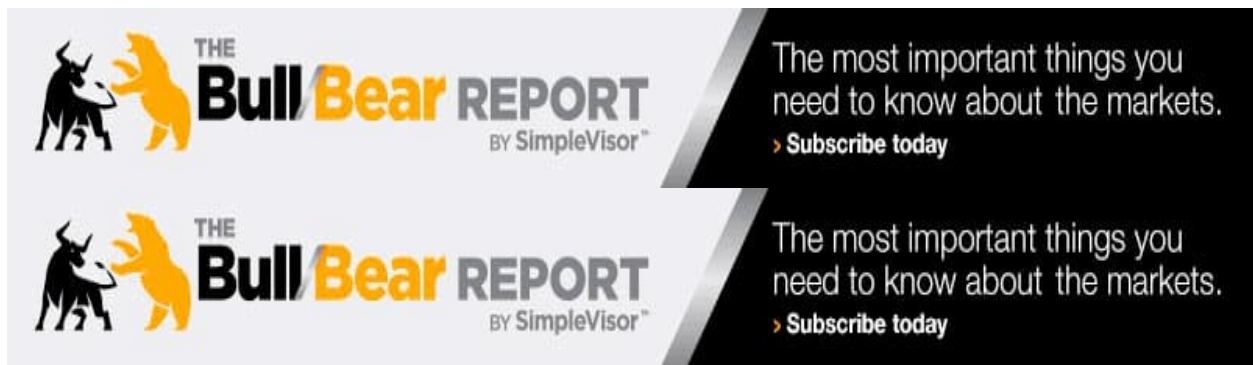 THE
Bull/Bear REPORT
BY SimpleVisor™
The most important things you
need to know about the markets.
› Subscribe today
THE
Bull/Bear REPORT
BY SimpleVisor™
The most important things you
need to know about the markets.
› Subscribe today